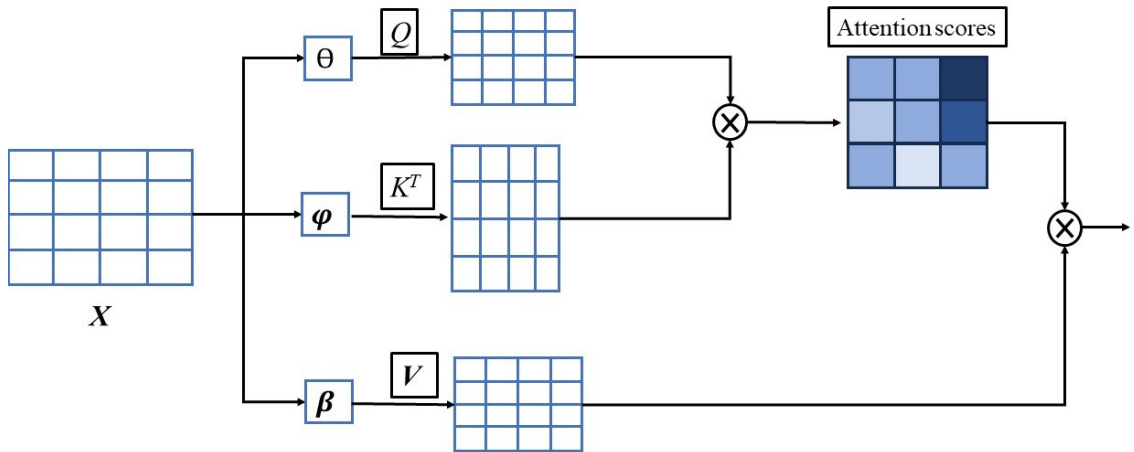 Q
Attention scores
Θ
K^T
φ
X
V
β